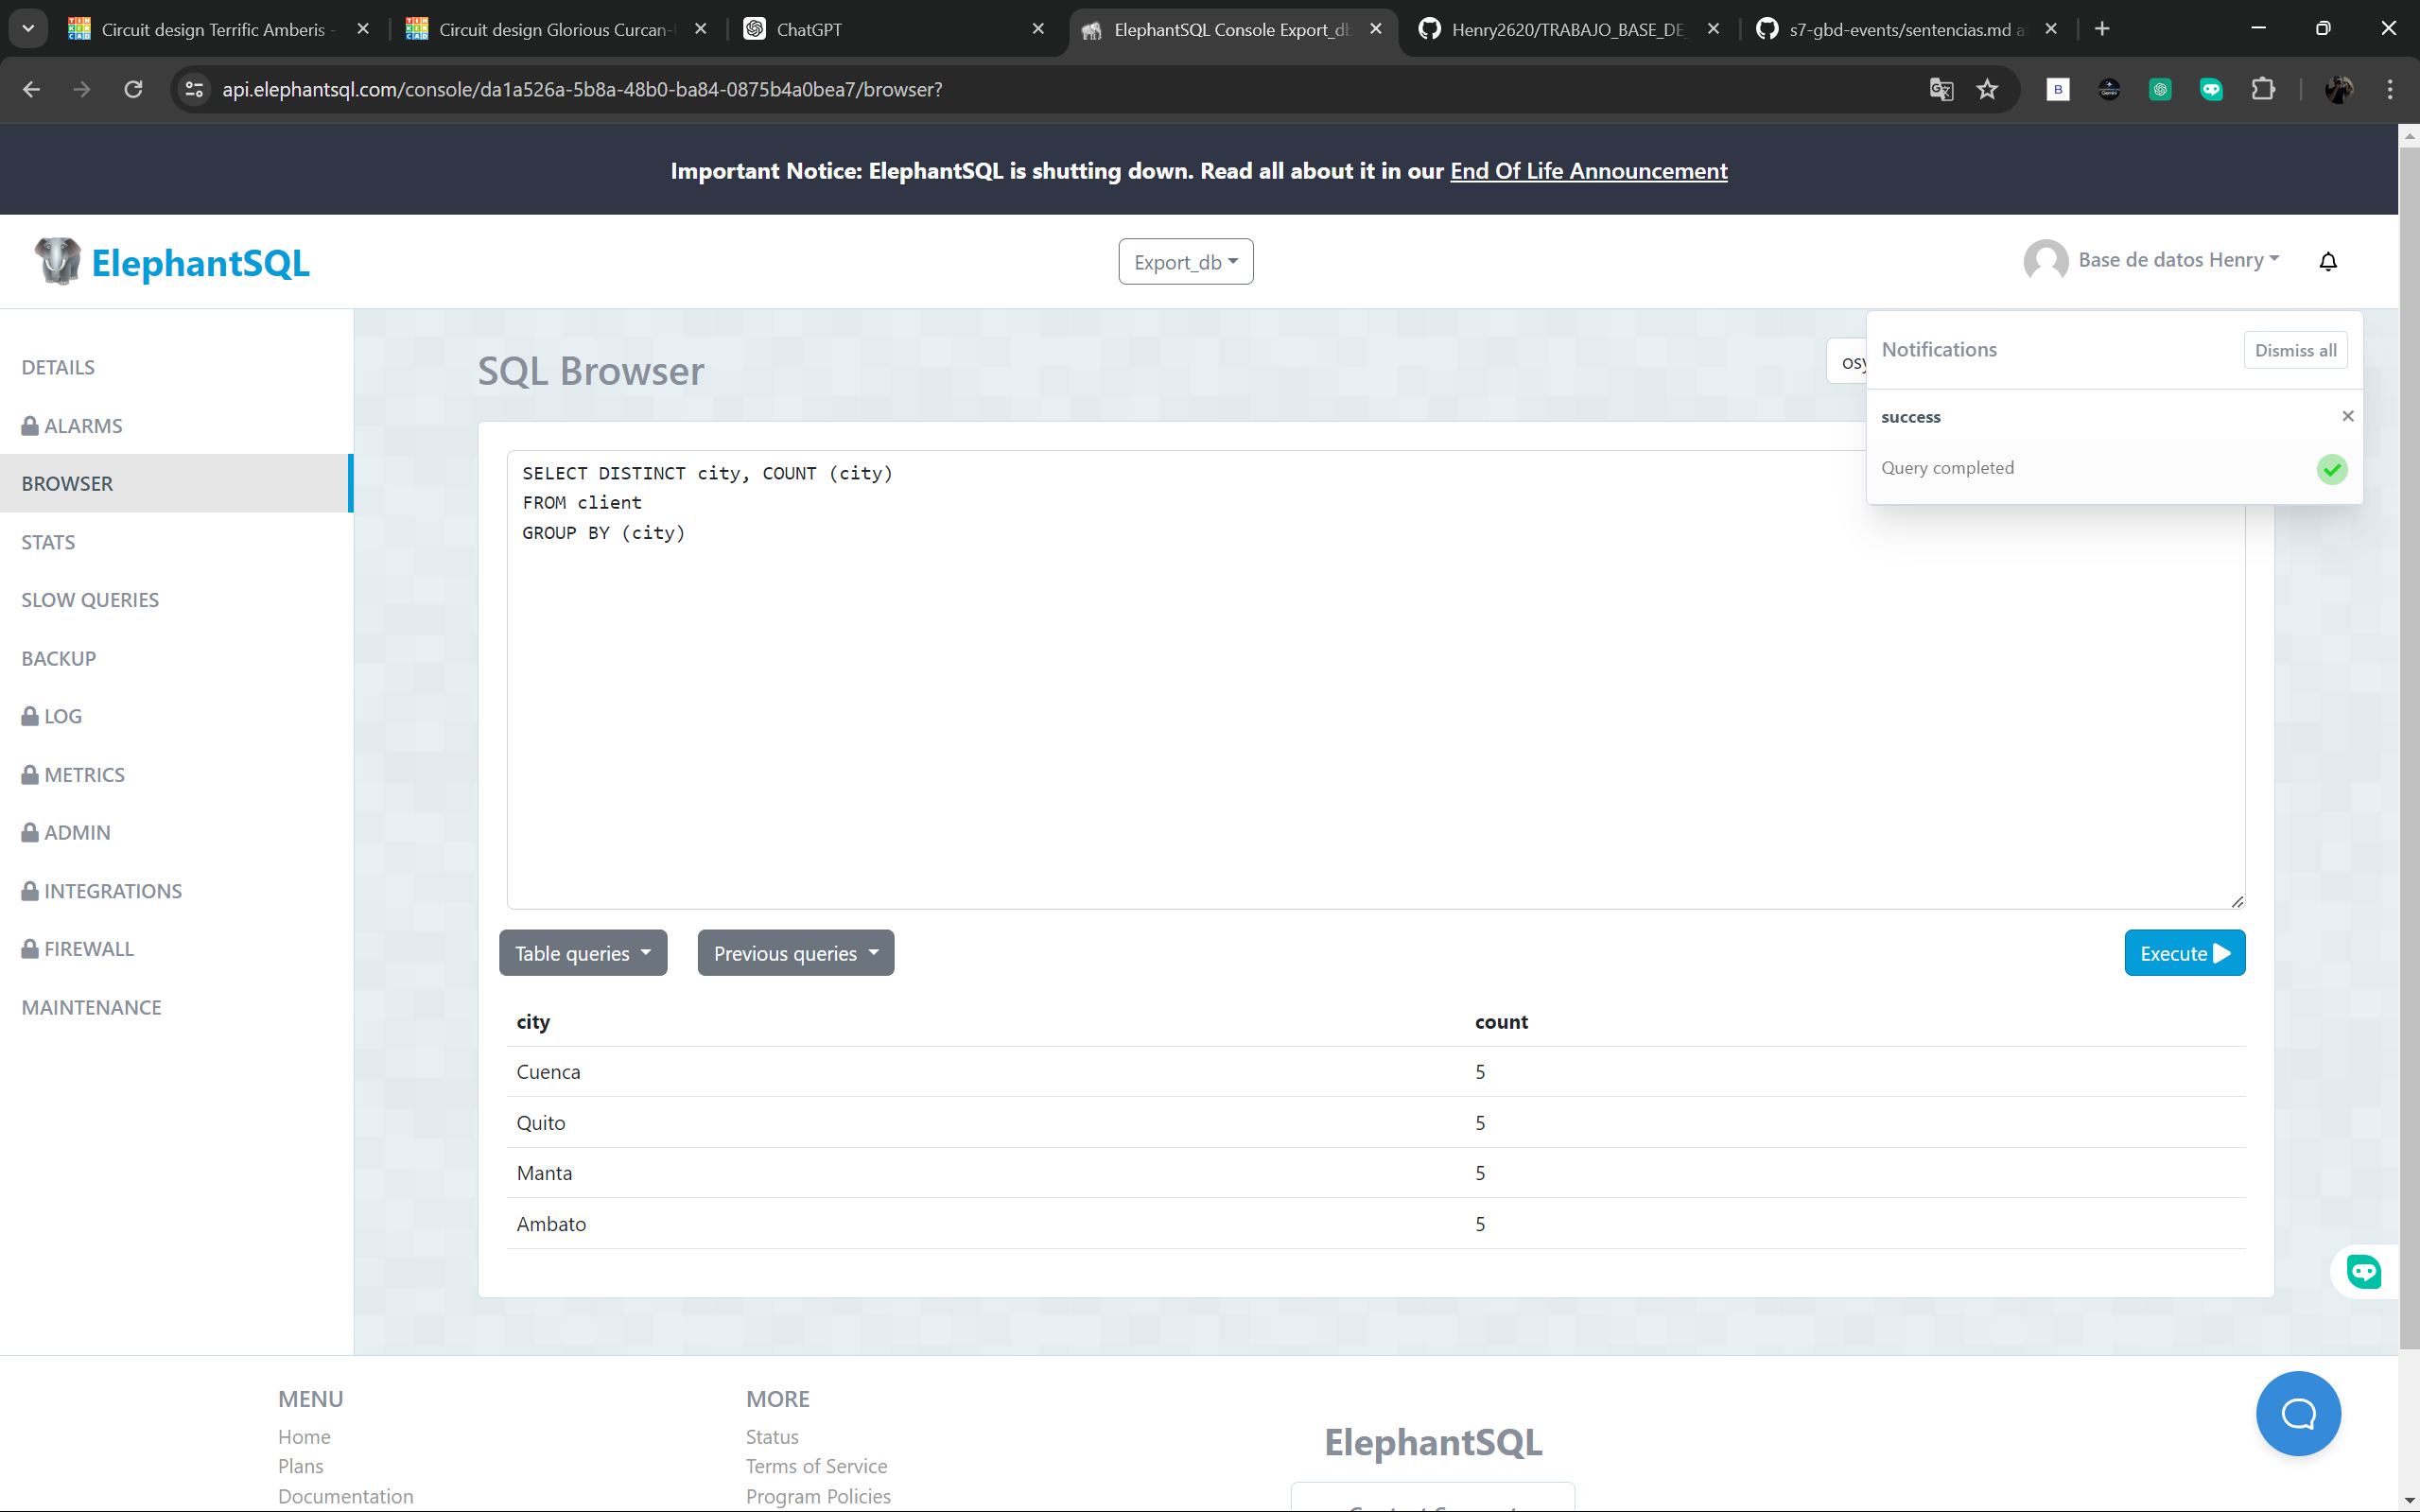 Circuit design Terrific Amberis -
Circuit design Glorious Curcan-
ChatGPT
ElephantSQL Console Export_db
Henry2620/TRABAJO_BASE_DE_
s7-gbd-events/sentencias.md a
api.elephantsql.com/console/da1a526a-5b8a-48b0-ba84-0875b4a0bea7/browser?
B
Important Notice: ElephantSQL is shutting down. Read all about it in our End Of Life Announcement
ElephantSQL
Export_db
Base de datos Henry
DETAILS
ALARMS
BROWSER
STATS
SLOW QUERIES
BACKUP
LOG
METRICS
ADMIN
INTEGRATIONS
FIREWALL
MAINTENANCE
SQL Browser
Notifications
Dismiss all
success
Query completed
SELECT DISTINCT city, COUNT (city)
FROM client
GROUP BY (city)
Table queries
Previous queries
Execute
city count
Cuenca 5
Quito 5
Manta 5
Ambato 5
MENU
Home
Plans
Documentation
MORE
Status
Terms of Service
Program Policies
ElephantSQL